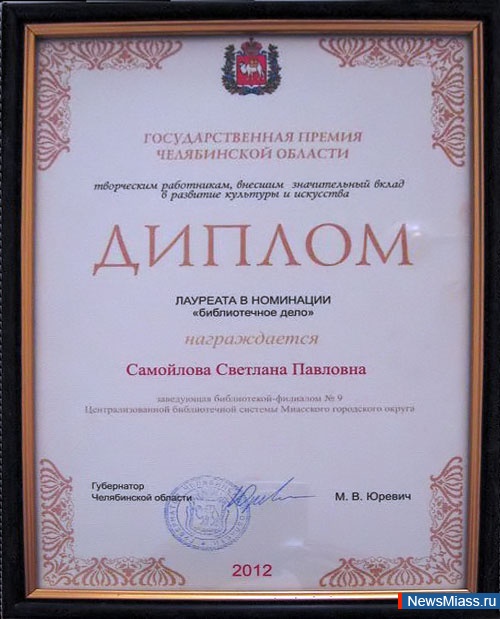 ГОСУДАРСТВЕННАЯ ПРЕМИЯ
ЧЕЛЯБИНСКОЙ ОБЛАСТИ
творческим работникам, внесшим значительный вклад
в развитие культуры и искусства
ДИПЛОМ
ЛАУРЕАТА В НОМИНАЦИИ
«библиотечное дело»
награждается
Самойлова Светлана Павловна
заведующая библиотекой-филиалом № 9
Централизованной библиотечной системы Миасского городского округа
Губернатор
Челябинской области
М. В. Юревич
2012
NewsMiass.ru